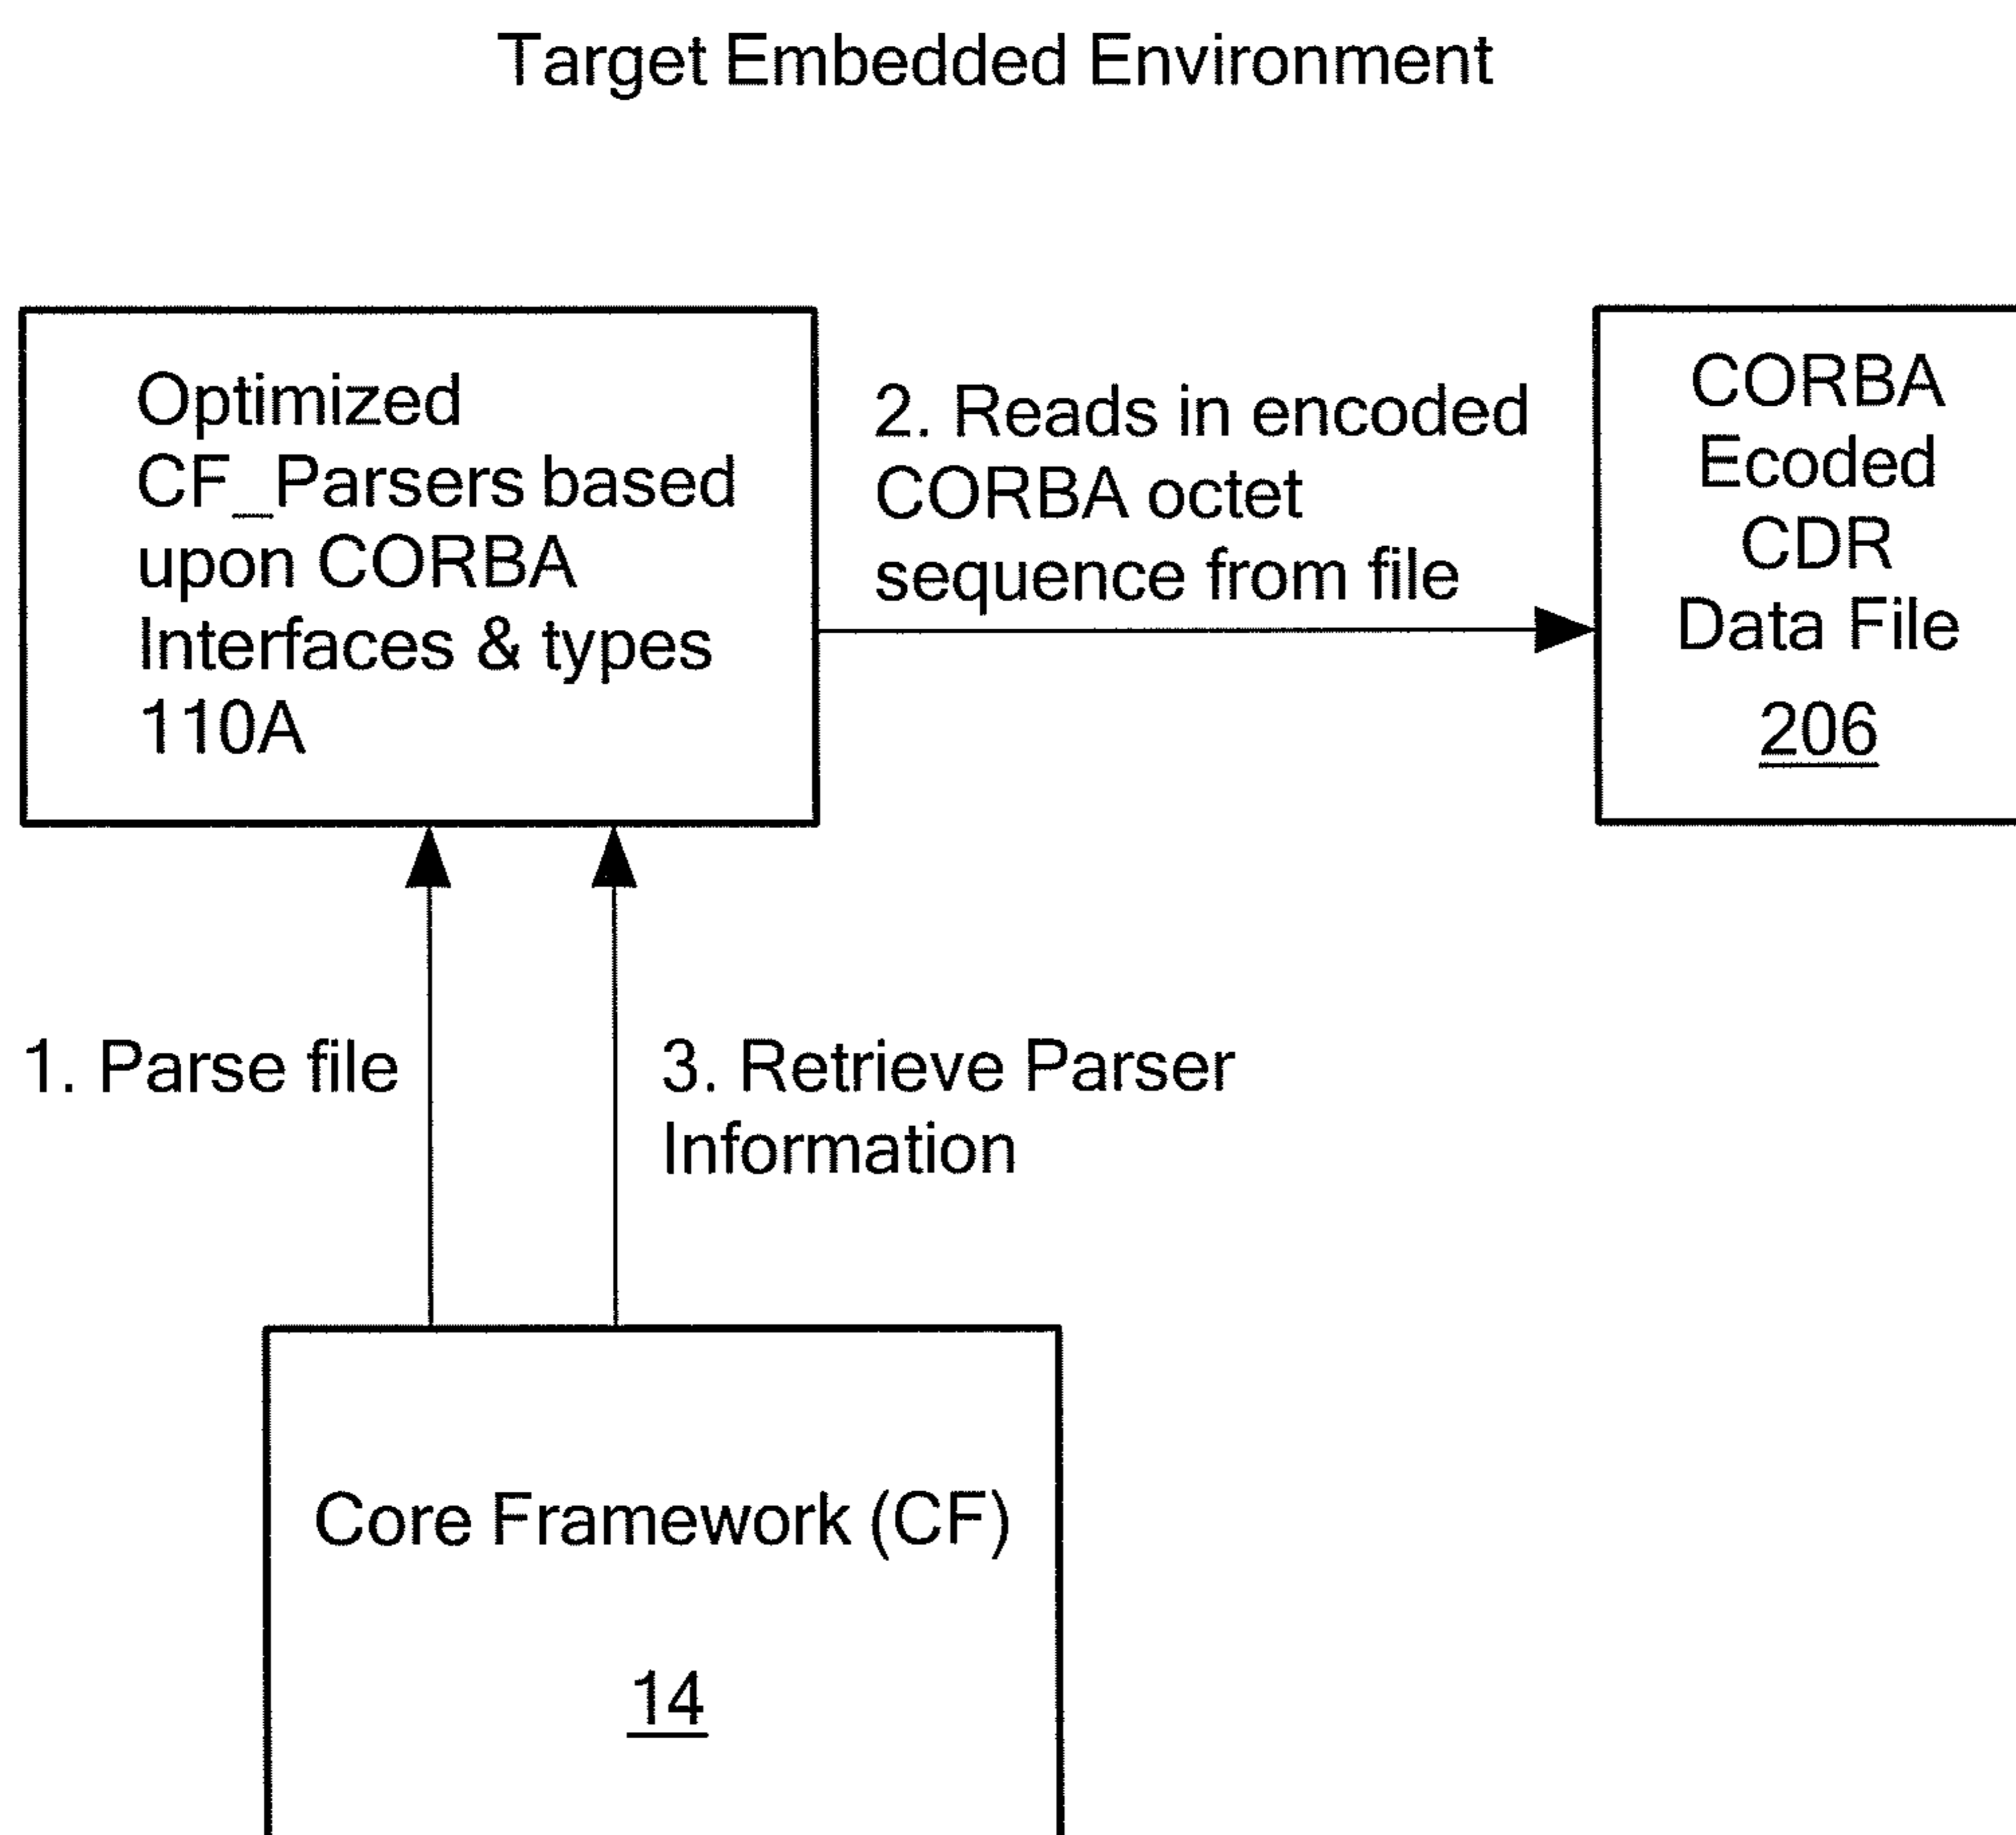 Target Embedded Environment
Optimized
CF_Parsers based
upon CORBA
Interfaces & types
110A
2. Reads in encoded
CORBA octet
sequence from file
CORBA
Ecoded
CDR
Data File
206
1. Parse file
3. Retrieve Parser
Information
Core Framework (CF)
14